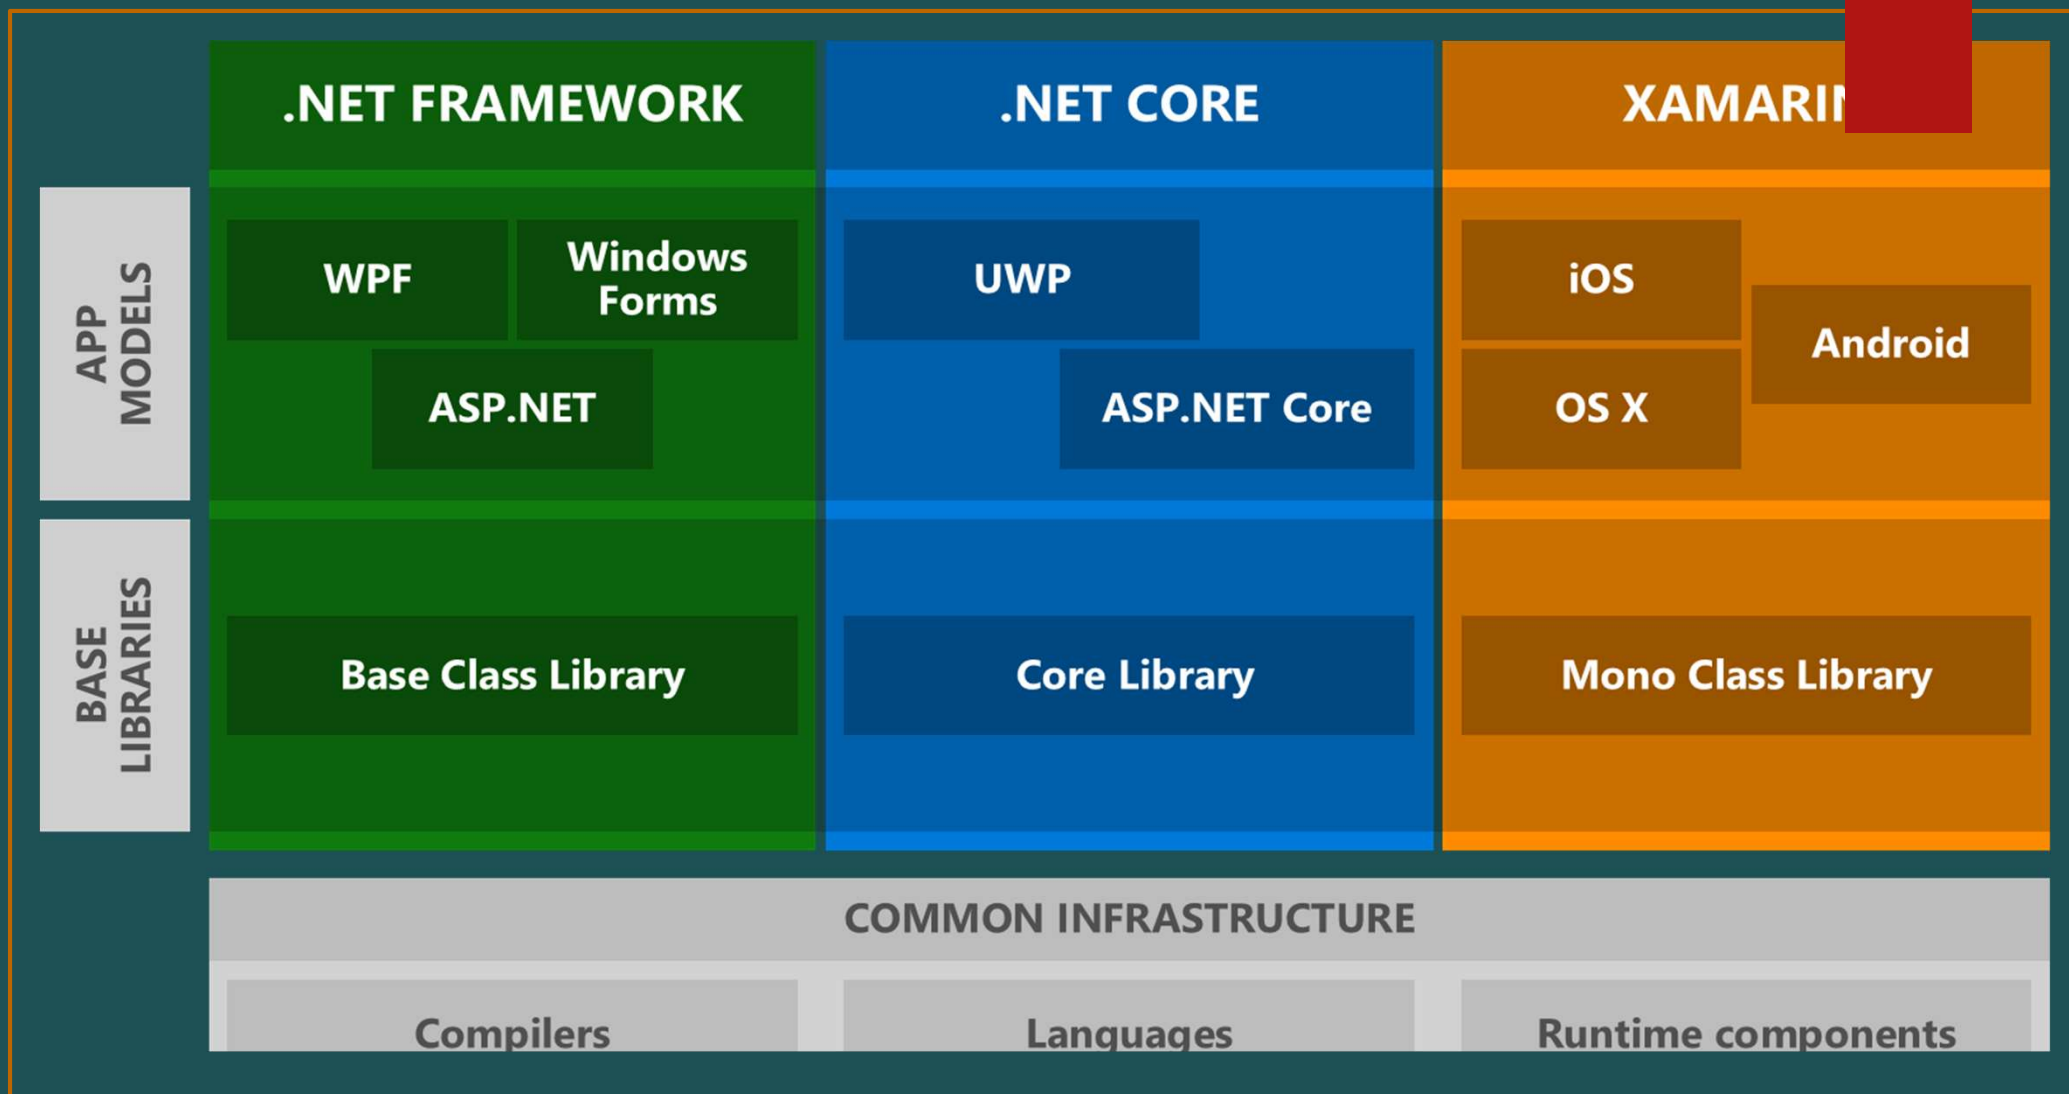 .NET FRAMEWORK
.NET CORE
XAMARIN
APP
MODELS
WPF
Windows
Forms
ASP.NET
UWP
ASP.NET Core
iOS
Android
OS X
BASE
LIBRARIES
Base Class Library
Core Library
Mono Class Library
COMMON INFRASTRUCTURE
Compilers
Languages
Runtime components